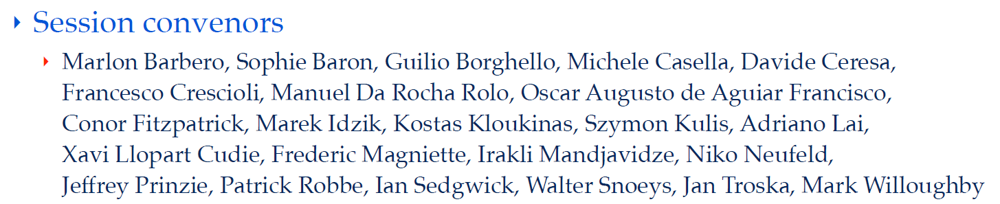 Session convenors
Marlon Barbero, Sophie Baron, Guilio Borghello, Michele Casella, Davide Ceresa,
Francesco Crescioli, Manuel Da Rocha Rolo, Oscar Augusto de Aguiar Francisco,
Conor Fitzpatrick, Marek Idzik, Kostas Kloukinas, Szymon Kulis, Adriano Lai,
Xavi Llopart Cudie, Frederic Magniette, Irakli Mandjavidze, Niko Neufeld,
Jeffrey Prinzie, Patrick Robbe, Ian Sedgwick, Walter Snoeys, Jan Troska, Mark Willoughby